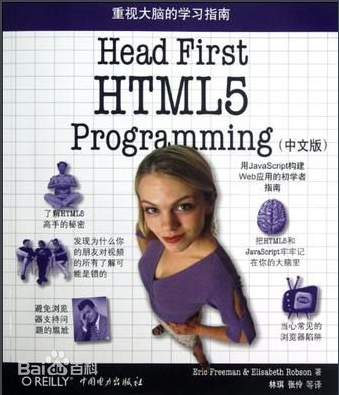 重视大脑的学习指南
Head First
HTML5
Programming
(中文版)
用JavaScript构建
Web应用的初学者
指南
了解HTML5
高手的秘密
发现为什么你
的朋友对视频
的所有了解可
能是错的
把HTML5和
JavaScript牢牢记
在你的大脑里
避免浏览
器支持问
题的尴尬
当心常见的
浏览器陷阱
Bai百科
O'REILLY
中国电力出版社
Eric Freeman & Elisabeth Robson 著
林琪 张伶 等译